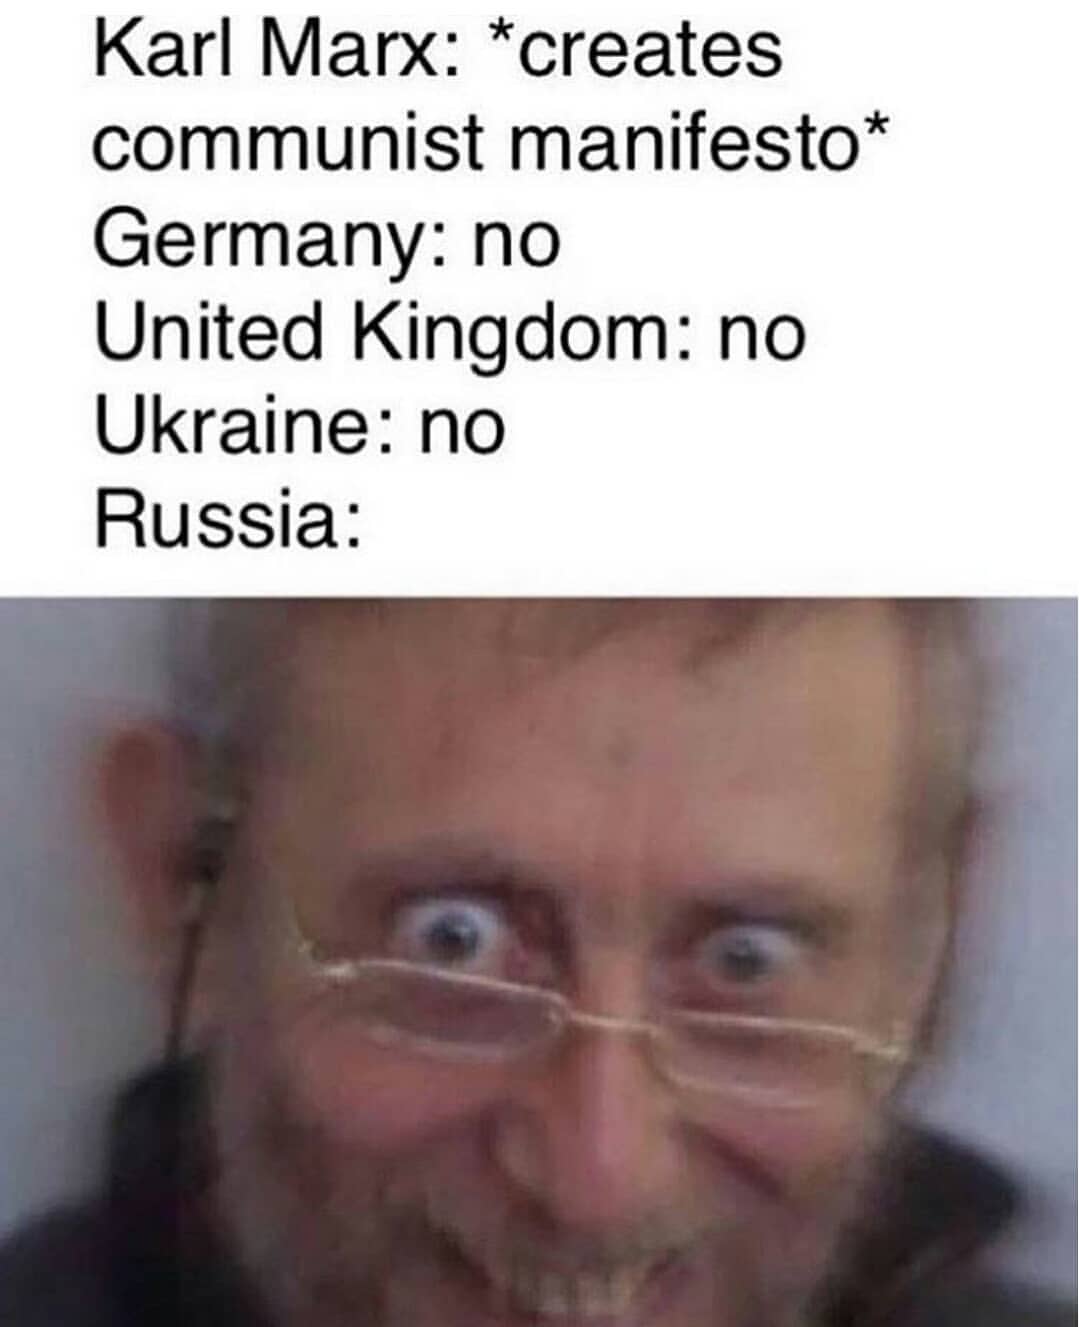 Karl Marx: *creates
communist manifesto*
Germany: no
United Kingdom: no
Ukraine: no
Russia: